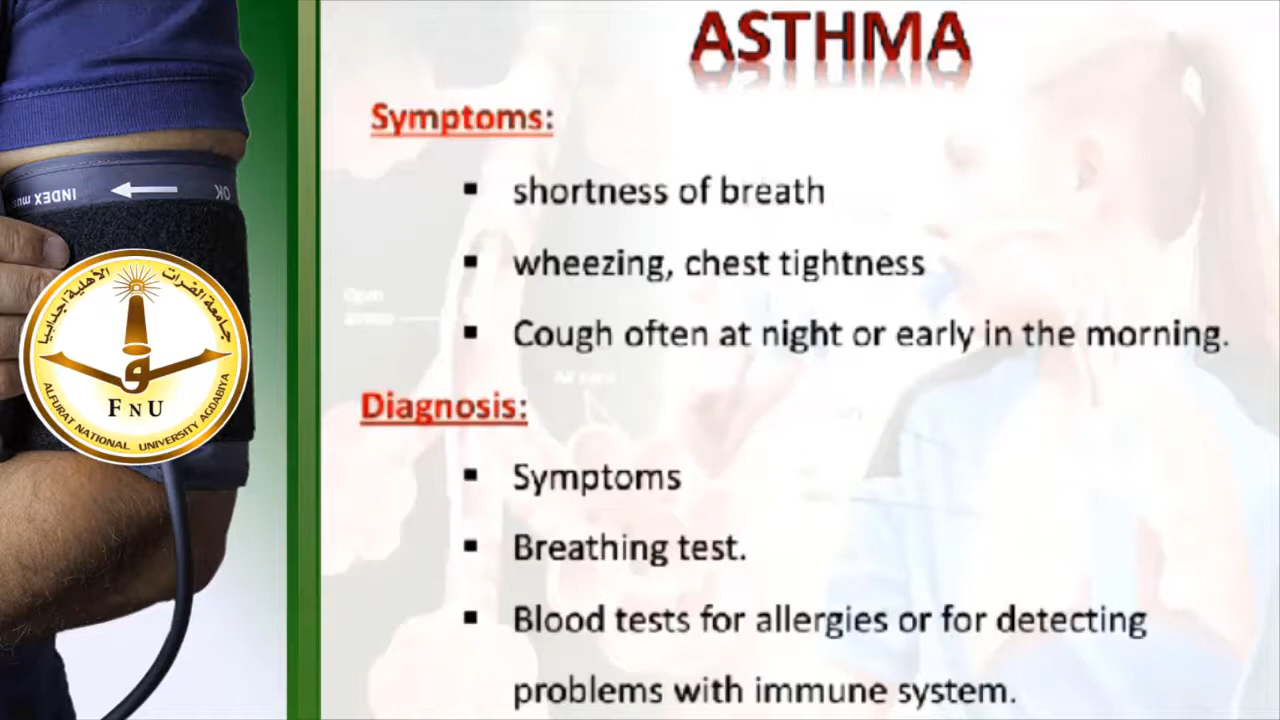 ASTHMA
Symptoms:
▪ shortness of breath
▪ wheezing, chest tightness
▪ Cough often at night or early in the morning.
Diagnosis:
▪ Symptoms
▪ Breathing test.
▪ Blood tests for allergies or for detecting
problems with immune system.
INDEX
OK
جامعة الفرات الأهلية اجدابيا
FNU
ALFURAT NATIONAL UNIVERSITY AGDABIYA